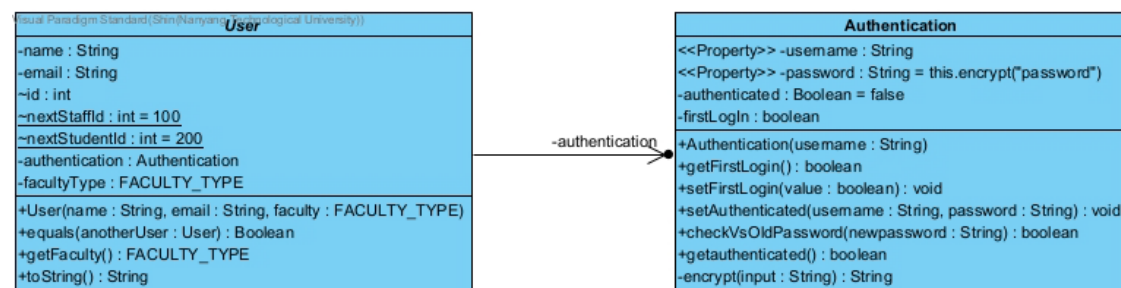 Visual Paradigm Standard(Shin(Nanyang Technological University))
User
-name : String
-email : String
~id : int
~nextStaffId : int = 100
~nextStudentId : int = 200
-authentication : Authentication
-facultyType : FACULTY_TYPE
+User(name : String, email : String, faculty : FACULTY_TYPE)
+equals(anotherUser : User) : Boolean
+getFaculty() : FACULTY_TYPE
+toString() : String
-authentication
Authentication
<<Property>> -username : String
<<Property>> -password : String = this.encrypt("password")
-authenticated : Boolean = false
-firstLogIn : boolean
+Authentication(username : String)
+getFirstLogin() : boolean
+setFirstLogin(value : boolean) : void
+setAuthenticated(username : String, password : String) : void
+checkVsOldPassword(newpassword : String) : boolean
+getauthenticated() : boolean
-encrypt(input : String) : String